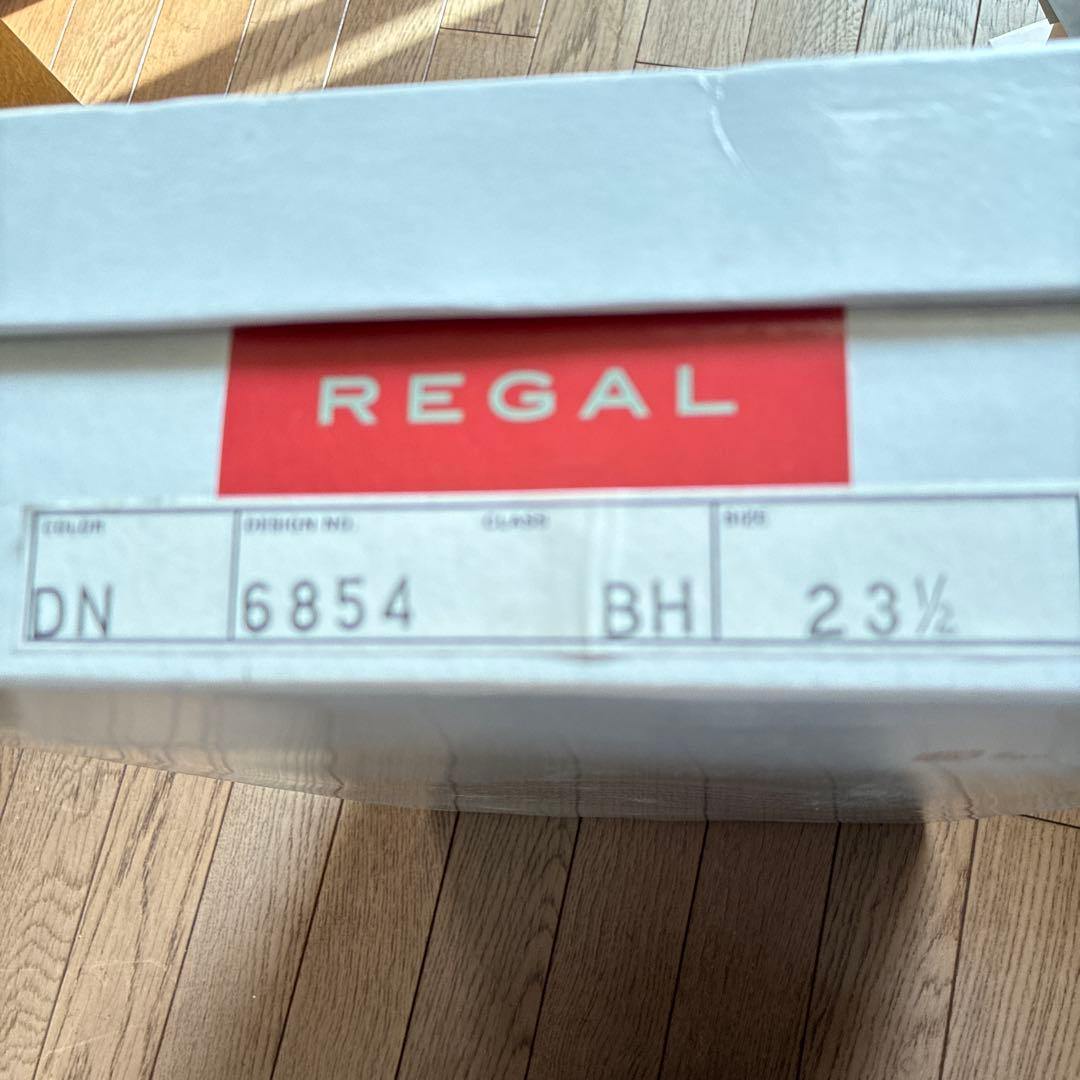 REGAL
COLOR DESIGN NO. CLASS SIZE
DN 6854 BH 23½